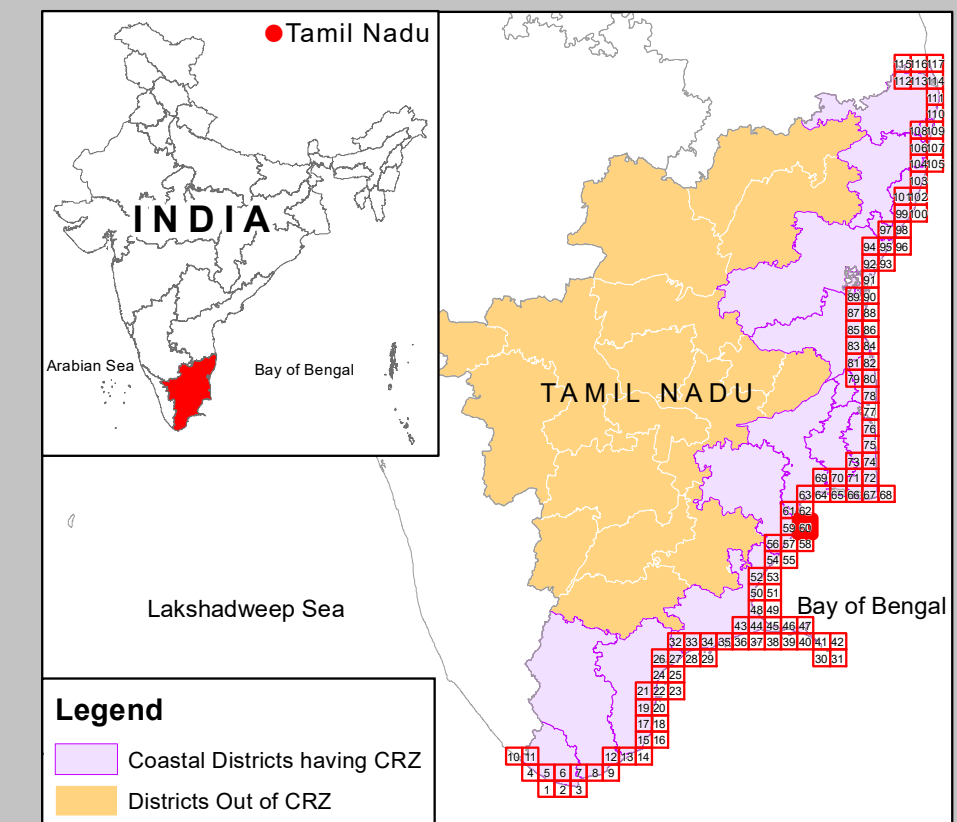 Tamil Nadu
INDIA
Arabian Sea
Bay of Bengal
TAMIL NADU
Lakshadweep Sea
Bay of Bengal
115 116 117
112 113 114
111
110
108 109
106 107
104 105
103
101 102
99 100
97 98
94 95 96
92 93
91
89 90
87 88
85 86
83 84
81 82
79 80
78
77
76
75
73 74
69 70 71 72
63 64 65 66 67 68
61 62
59 60
56 57 58
54 55
52 53
50 51
48 49
43 44 45 46 47
32 33 34 35 36 37 38 39 40 41 42
26 27 28 29 30 31
24 25
21 22 23
19 20
17 18
15 16
10 11 12 13 14
4 5 6 7 8 9
1 2 3
Legend
Coastal Districts having CRZ
Districts Out of CRZ